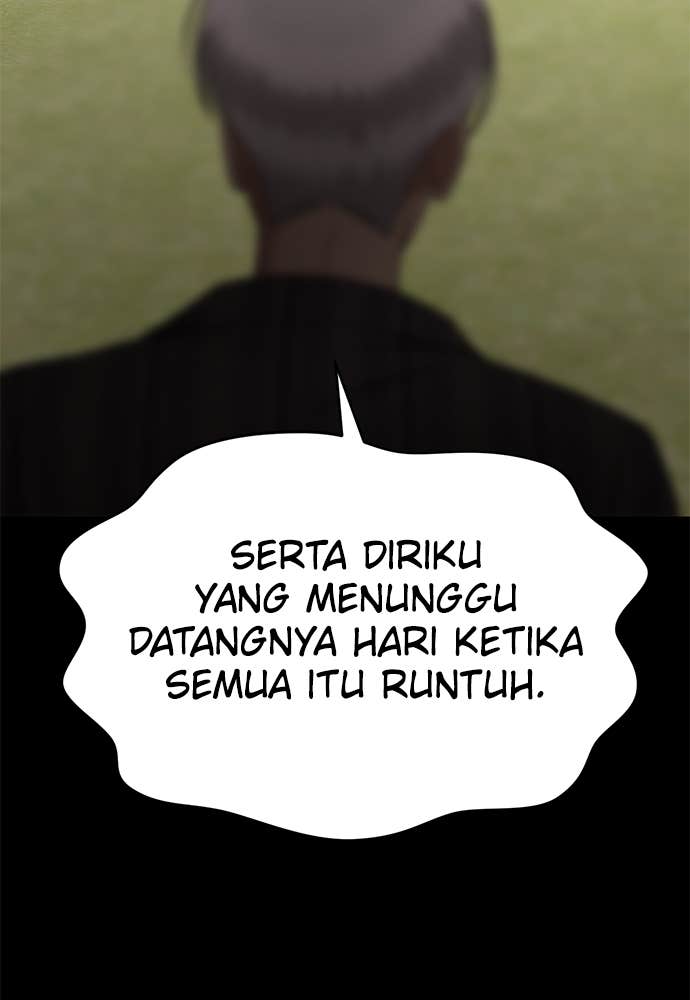 SERTA DIRIKU
YANG MENUNGGU
DATANGNYA HARI KETIKA
SEMUA ITU RUNTUH.